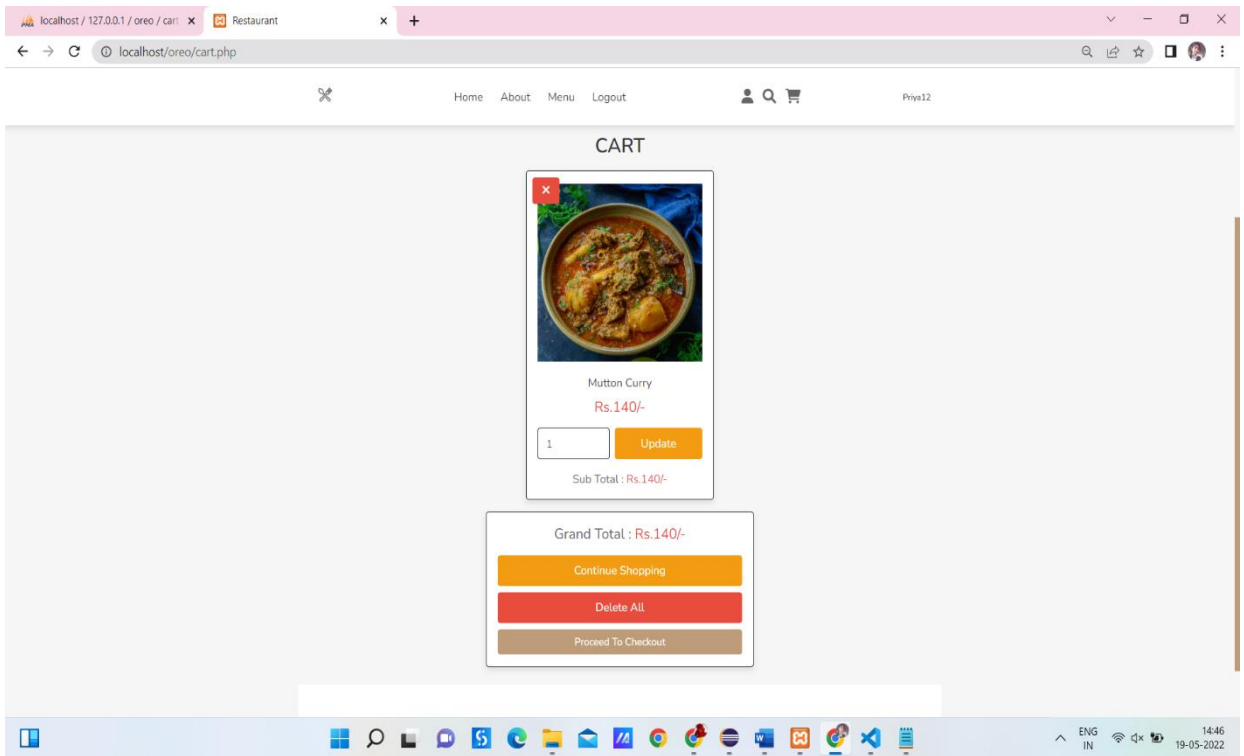 localhost / 127.0.0.1 / oreo / cart
Restaurant
localhost/oreo/cart.php
Home About Menu Logout
Priya12
CART
Mutton Curry
Rs.140/-
1 Update
Sub Total : Rs.140/-
Grand Total : Rs.140/-
Continue Shopping
Delete All
Proceed To Checkout
ENG
IN
14:46
19-05-2022